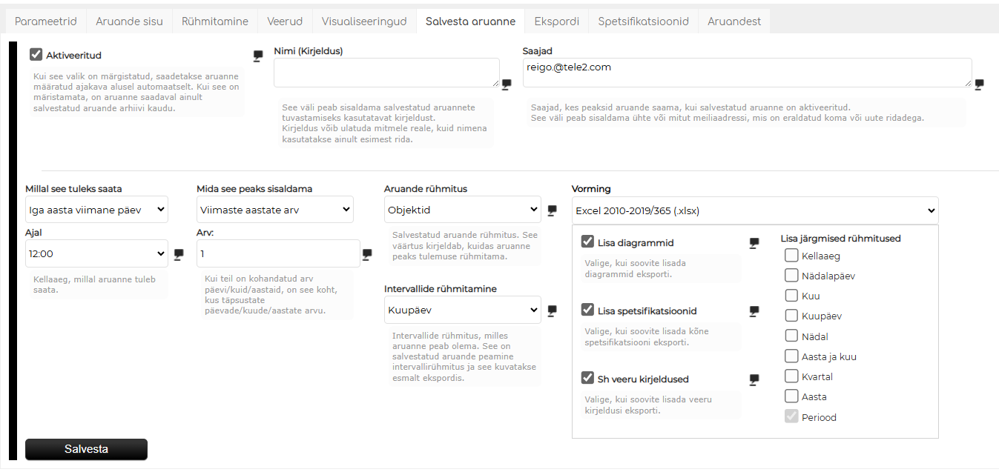 Parameetrid Aruande sisu Rühmitamine Veerud Visualiseeringud Salvesta aruanne Ekspordi Spetsifikatsioonid Aruandest
Aktiveeritud
Kui see valik on märgistatud, saadetakse aruanne
määratud ajakava alusel automaatselt. Kui see on
märistamata, on aruanne saadaval ainult
salvestatud aruande arhiivi kaudu.
Nimi (Kirjeldus)
See väli peab sisaldama salvestatud aruannete
tuvastamiseks kasutatavat kirjeldust.
Kirjeldus võib ulatuda mitmele reale, kuid nimena
kasutatakse ainult esimest rida.
Saajad
reigo.@tele2.com
Saajad, kes peaksid aruande saama, kui salvestatud aruanne on aktiveeritud.
See väli peab sisaldama ühte või mitut meiliaadressi, mis on eraldatud koma või uute ridadega.
Millal see tuleks saata
Iga aasta viimane päev
Ajal
12:00
Kellaaeg, millal aruanne tuleb
saata.
Mida see peaks sisaldama
Viimaste aastate arv
Arv:
1
Kui teil on kohandatud arv
päevi/kuid/aastaid, on see koht,
kus täpsustate
päevade/kuude/aastate arvu.
Aruande rühmitus
Objektid
Salvestatud aruande rühmitus. See
väärtus kirjeldab, kuidas aruanne
peaks tulemuse rühmitama.
Intervallide rühmitamine
Kuupäev
Intervallide rühmitus, milles
aruanne peab olema. See on
salvestatud aruande peamine
intervallirühmitus ja see kuvatakse
esmalt ekspordis.
Vorming
Excel 2010-2019/365 (.xlsx)
Lisa diagrammid
Valige, kui soovite lisada
diagrammid eksporti.
Lisa spetsifikatsioonid
Valige, kui soovite lisada kõne
spetsifikatsiooni eksporti.
Sh veeru kirjeldused
Valige, kui soovite lisada veeru
kirjeldusi eksporti.
Lisa järgmised rühmitused
Kellaaeg
Nädalapäev
Kuu
Kuupäev
Nädal
Aasta ja kuu
Kvartal
Aasta
Periood
Salvesta